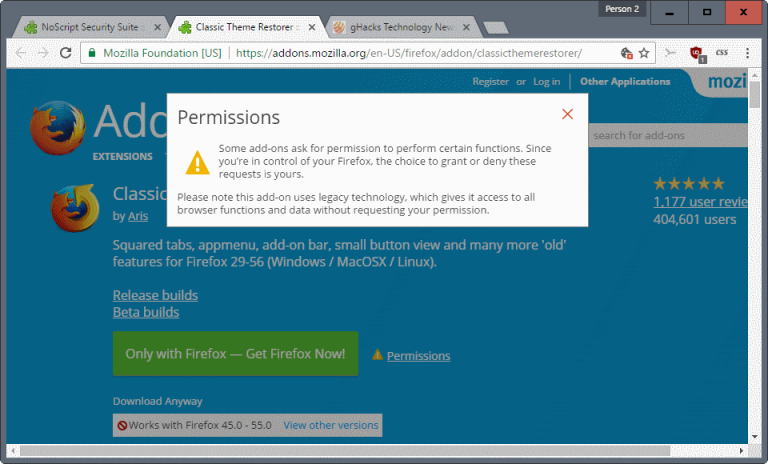 Person 2
NoScript Security Suite
Classic Theme Restorer
gHacks Technology New
Mozilla Foundation [US] https://addons.mozilla.org/en-US/firefox/addon/classicthemerestorer/
1
css
Register or Log in Other Applications mozi
Add
search for add-ons
EXTENSIONS
Permissions
Some add-ons ask for permission to perform certain functions. Since
you're in control of your Firefox, the choice to grant or deny these
requests is yours.
Please note this add-on uses legacy technology, which gives it access to all
browser functions and data without requesting your permission.
Classic
by Aris
1,177 user revie
404,601 users
Squared tabs, appmenu, add-on bar, small button view and many more 'old'
features for Firefox 29-56 (Windows / MacOSX / Linux).
Release builds
Beta builds
Only with Firefox — Get Firefox Now!
Permissions
Download Anyway
Works with Firefox 45.0 - 55.0 View other versions